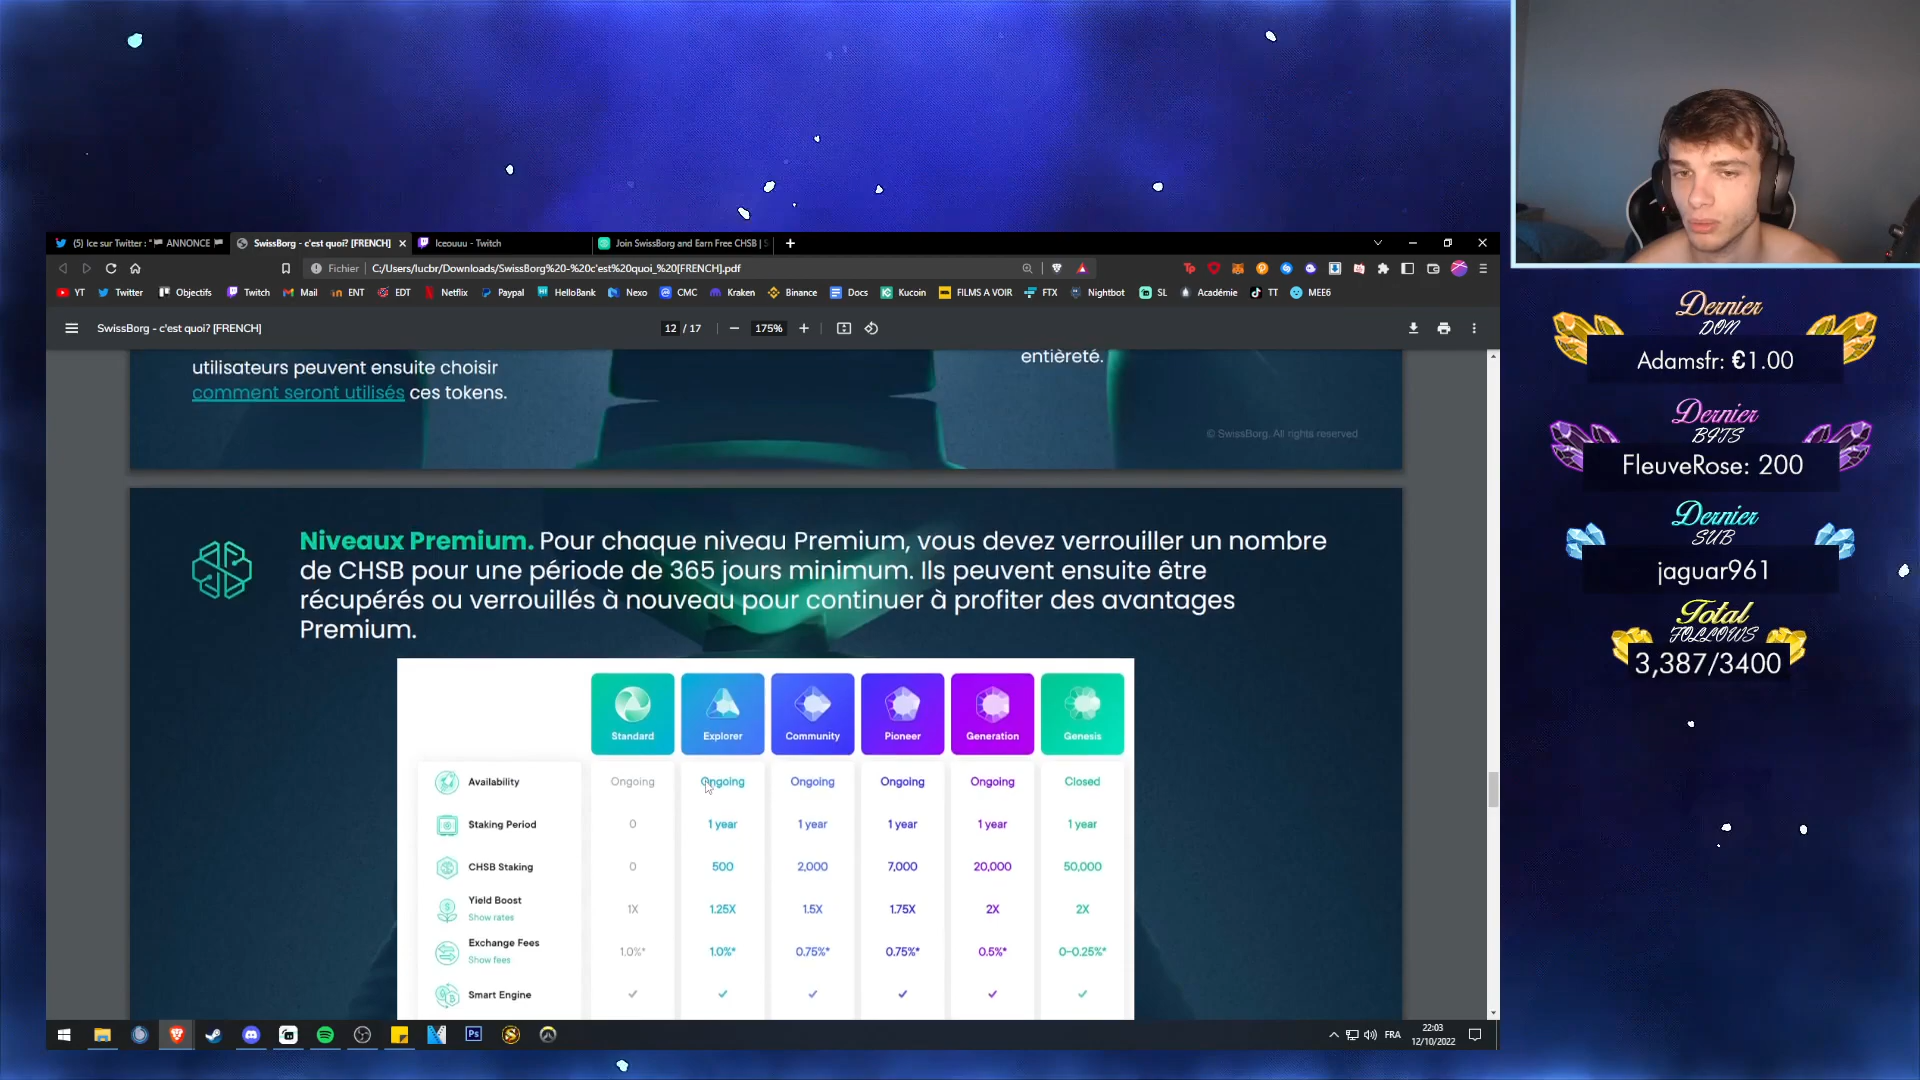 (5) Ice sur Twitter : "🏴 ANNONCE 🏴
SwissBorg - c'est quoi? [FRENCH]
Iceouuu - Twitch
Join SwissBorg and Earn Free CHSB |
Fichier
C:/Users/lucbr/Downloads/SwissBorg%20-%20c'est%20quoi_%20[FRENCH].pdf
YT
Twitter
Objectifs
Twitch
Mail
ENT
EDT
Netflix
Paypal
HelloBank
Nexo
CMC
Kraken
Binance
Docs
Kucoin
FILMS A VOIR
FTX
Nightbot
SL
Académie
TT
MEE6
SwissBorg - c'est quoi? [FRENCH]
12 / 17
175%
utilisateurs peuvent ensuite choisir
comment seront utilisés ces tokens.
entièreté.
© SwissBorg. All rights reserved
Niveaux Premium. Pour chaque niveau Premium, vous devez verrouiller un nombre
de CHSB pour une période de 365 jours minimum. Ils peuvent ensuite être
récupérés ou verrouillés à nouveau pour continuer à profiter des avantages
Premium.
Standard Explorer Community Pioneer Generation Genesis
Availability Ongoing Ongoing Ongoing Ongoing Ongoing Closed
Staking Period 0 1 year 1 year 1 year 1 year 1 year
CHSB Staking 0 500 2,000 7,000 20,000 50,000
Yield Boost 1X 1.25X 1.5X 1.75X 2X 2X
Show rates
Exchange Fees 1.0%* 1.0%* 0.75%* 0.75%* 0.5%* 0-0.25%*
Show fees
Smart Engine ✓ ✓ ✓ ✓ ✓ ✓
Ps
FRA
22:03
12/10/2022
Dernier
DON
Adamsfr: €1.00
Dernier
BITS
FleuveRose: 200
Dernier
SUB
jaguar961
Total
FOLLOWS
3,387/3400